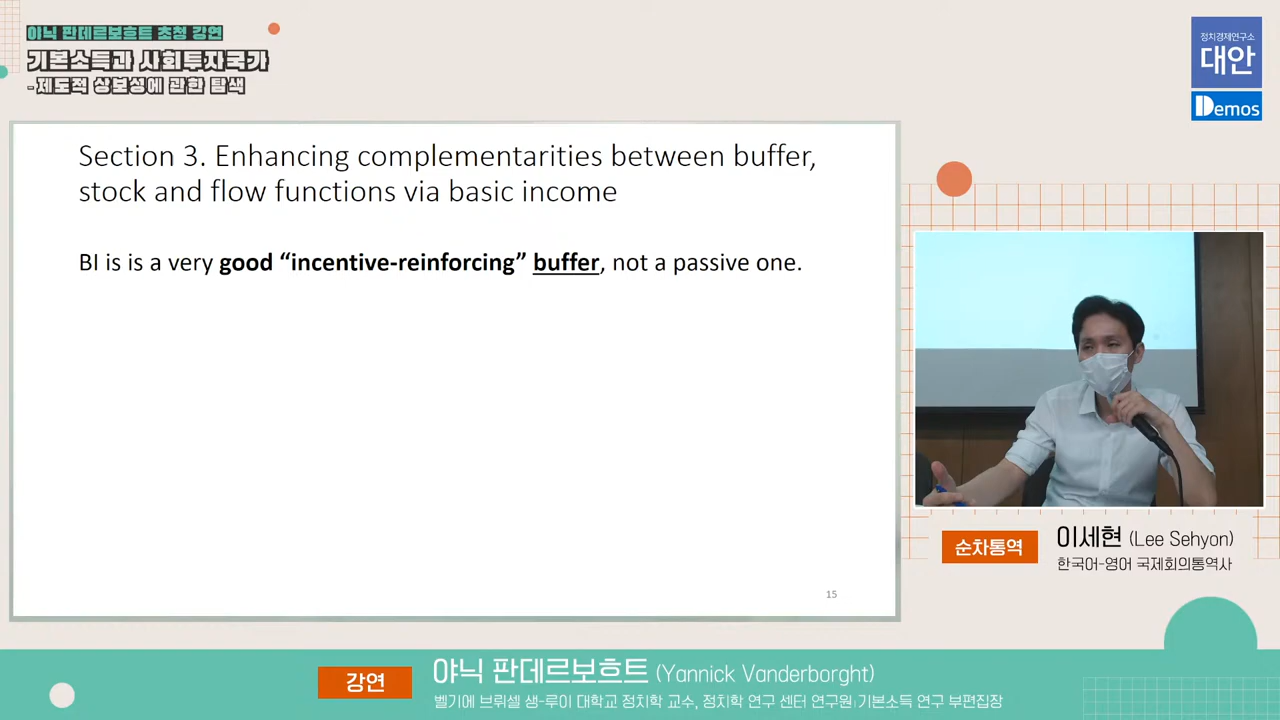 야닉 판데르보흐트 초청 강연
기본소득과 사회투자국가
-제도적 상보성에 관한 탐색
정치경제연구소
대안
Demos
Section 3. Enhancing complementarities between buffer,
stock and flow functions via basic income
BI is is a very good “incentive-reinforcing” buffer, not a passive one.
15
순차통역
이세현 (Lee Sehyon)
한국어-영어 국제회의통역사
강연
야닉 판데르보흐트 (Yannick Vanderborght)
벨기에 브뤼셀 생-루이 대학교 정치학 교수, 정치학 연구 센터 연구원, 기본소득 연구 부편집장